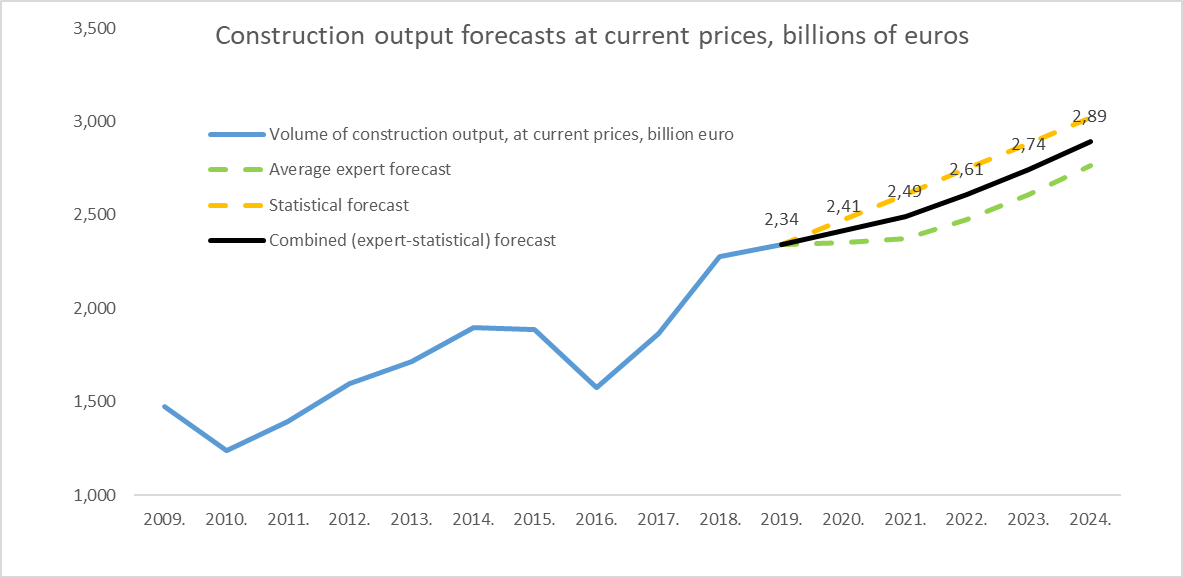 Construction output forecasts at current prices, billions of euros
3,500
3,000
2,500
2,000
1,500
1,000
Volume of construction output, at current prices, billion euro
Average expert forecast
Statistical forecast
Combined (expert-statistical) forecast
2,34
2,41
2,49
2,61
2,74
2,89
2009. 2010. 2011. 2012. 2013. 2014. 2015. 2016. 2017. 2018. 2019. 2020. 2021. 2022. 2023. 2024.